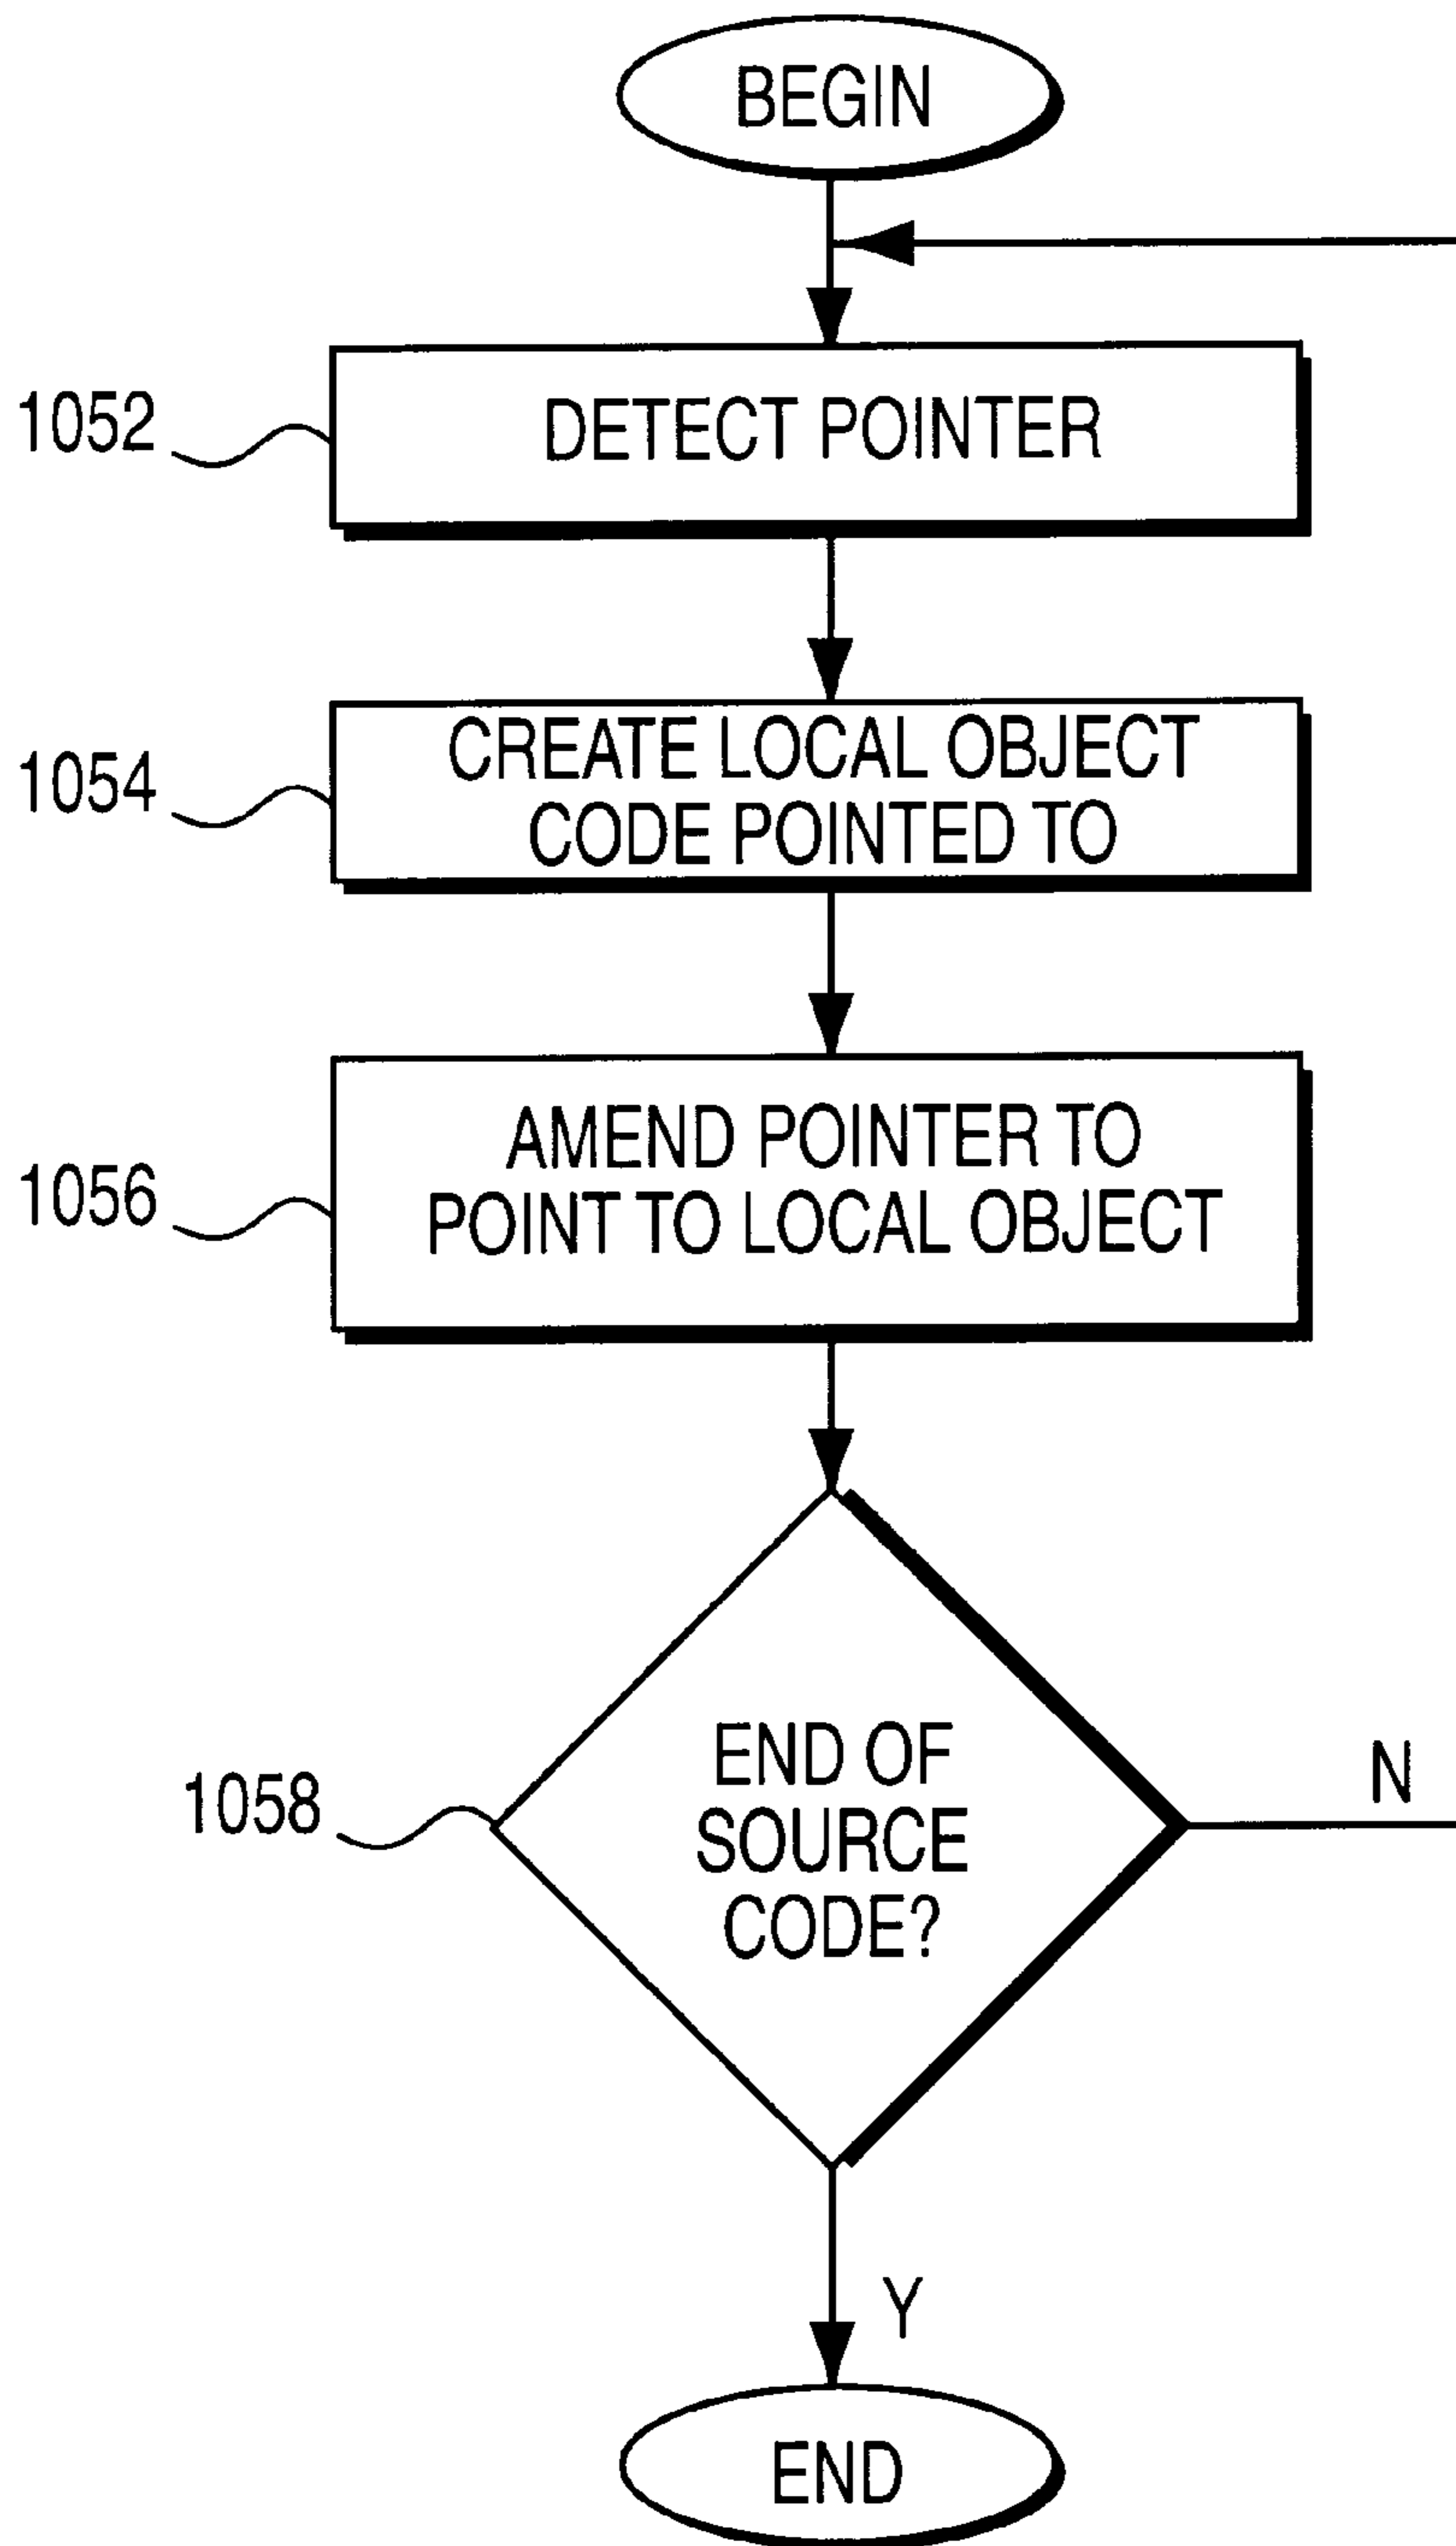 BEGIN
1052
DETECT POINTER
1054
CREATE LOCAL OBJECT
CODE POINTED TO
1056
AMEND POINTER TO
POINT TO LOCAL OBJECT
1058
END OF
SOURCE
CODE?
N
Y
END